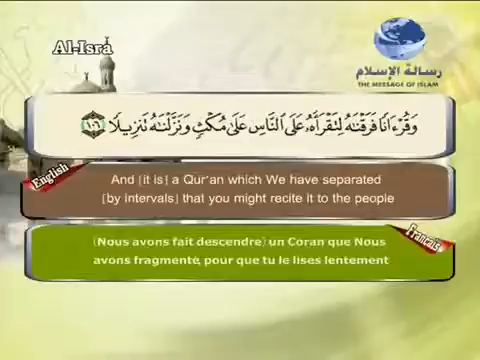 Al-Isra
رسالة الإسلام
THE MESSAGE OF ISLAM
وَقُرْءَانًا فَرَقْنَٰهُ لِتَقْرَأَهُۥ عَلَى ٱلنَّاسِ عَلَىٰ مُكْثٍ وَنَزَّلْنَٰهُ تَنزِيلًا ١٠٦
English
And [it is] a Qur'an which We have separated
[by intervals] that you might recite it to the people
Francais
(Nous avons fait descendre) un Coran que Nous
avons fragmenté, pour que tu le lises lentement